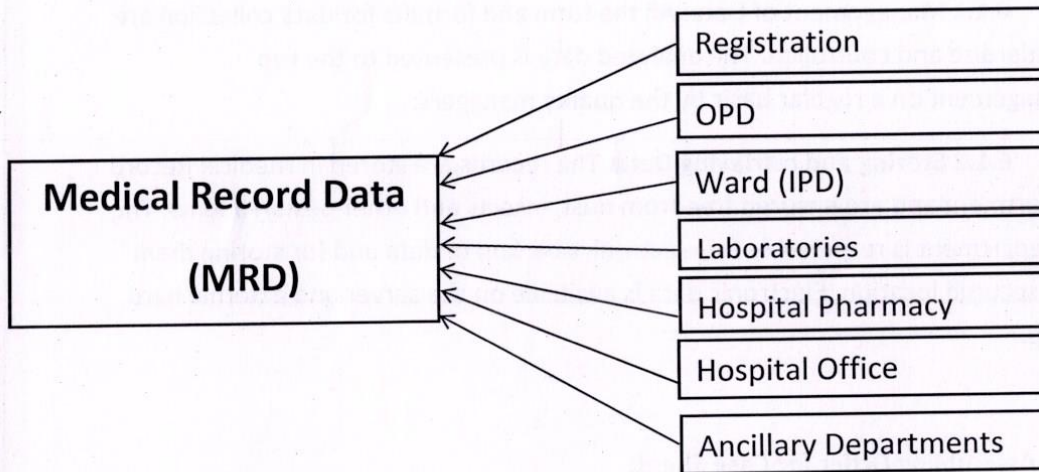 Medical Record Data
(MRD)
Registration
OPD
Ward (IPD)
Laboratories
Hospital Pharmacy
Hospital Office
Ancillary Departments